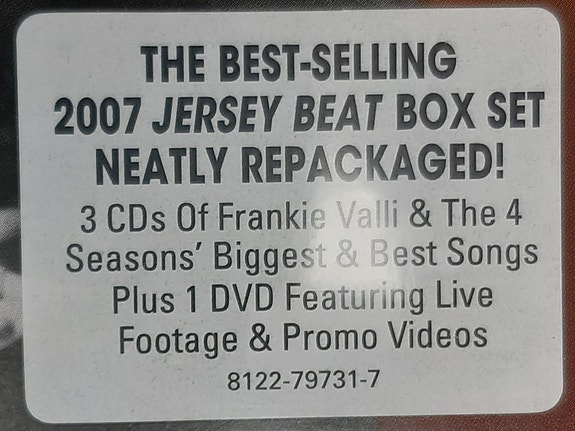 THE BEST-SELLING
2007 JERSEY BEAT BOX SET
NEATLY REPACKAGED!
3 CDs Of Frankie Valli & The 4
Seasons’ Biggest & Best Songs
Plus 1 DVD Featuring Live
Footage & Promo Videos
8122-79731-7